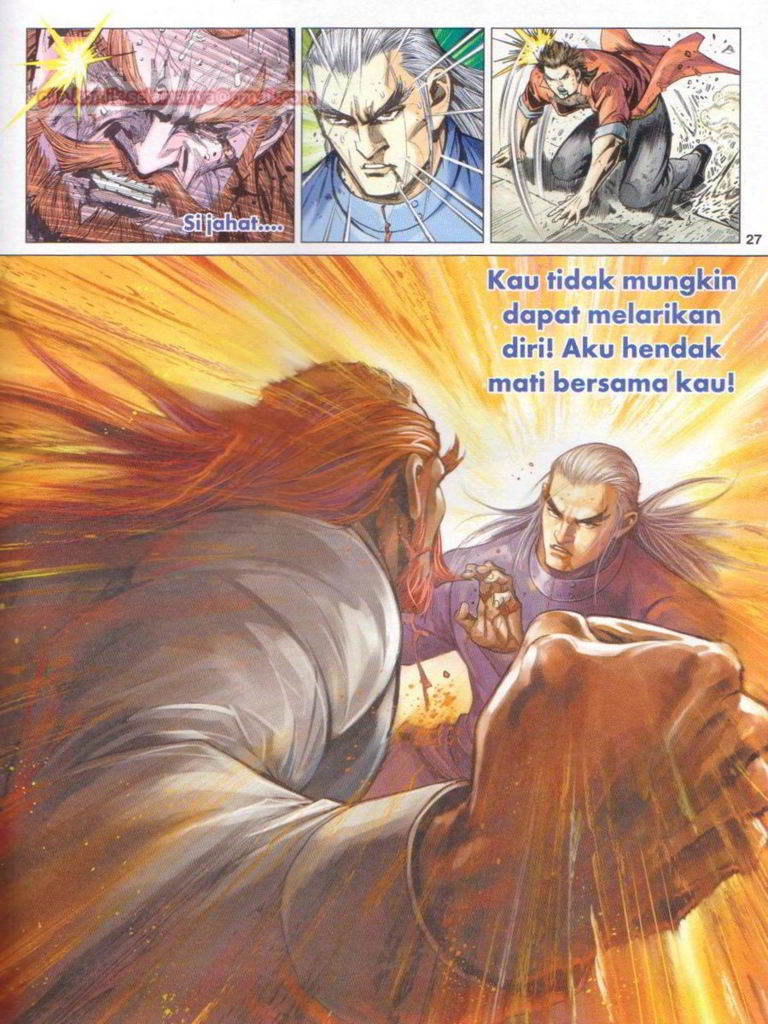 Si jahat....
27
Kau tidak mungkin
dapat melarikan
diri! Aku hendak
mati bersama kau!